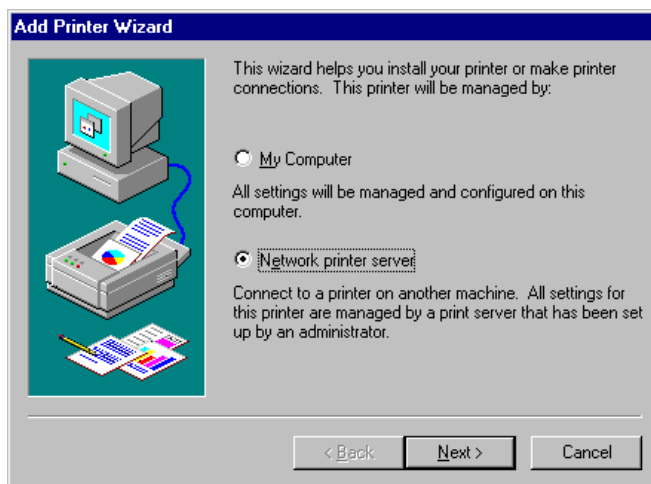 Add Printer Wizard
This wizard helps you install your printer or make printer
connections. This printer will be managed by:
My Computer
All settings will be managed and configured on this
computer.
Network printer server
Connect to a printer on another machine. All settings for
this printer are managed by a print server that has been set
up by an administrator.
< Back
Next >
Cancel